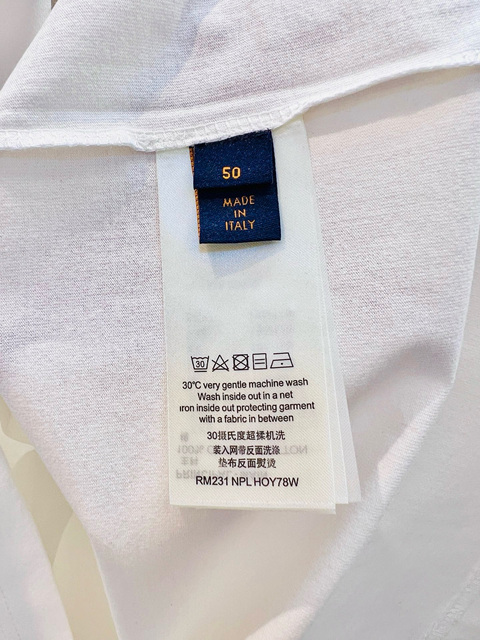 50
MADE
IN
ITALY
30
30°C very gentle machine wash
Wash inside out in a net
iron inside out protecting garment
with a fabric in between
30摄氏度超揉机洗
装入网带反面洗涤
垫布反面熨烫
RM231 NPL HOY78W